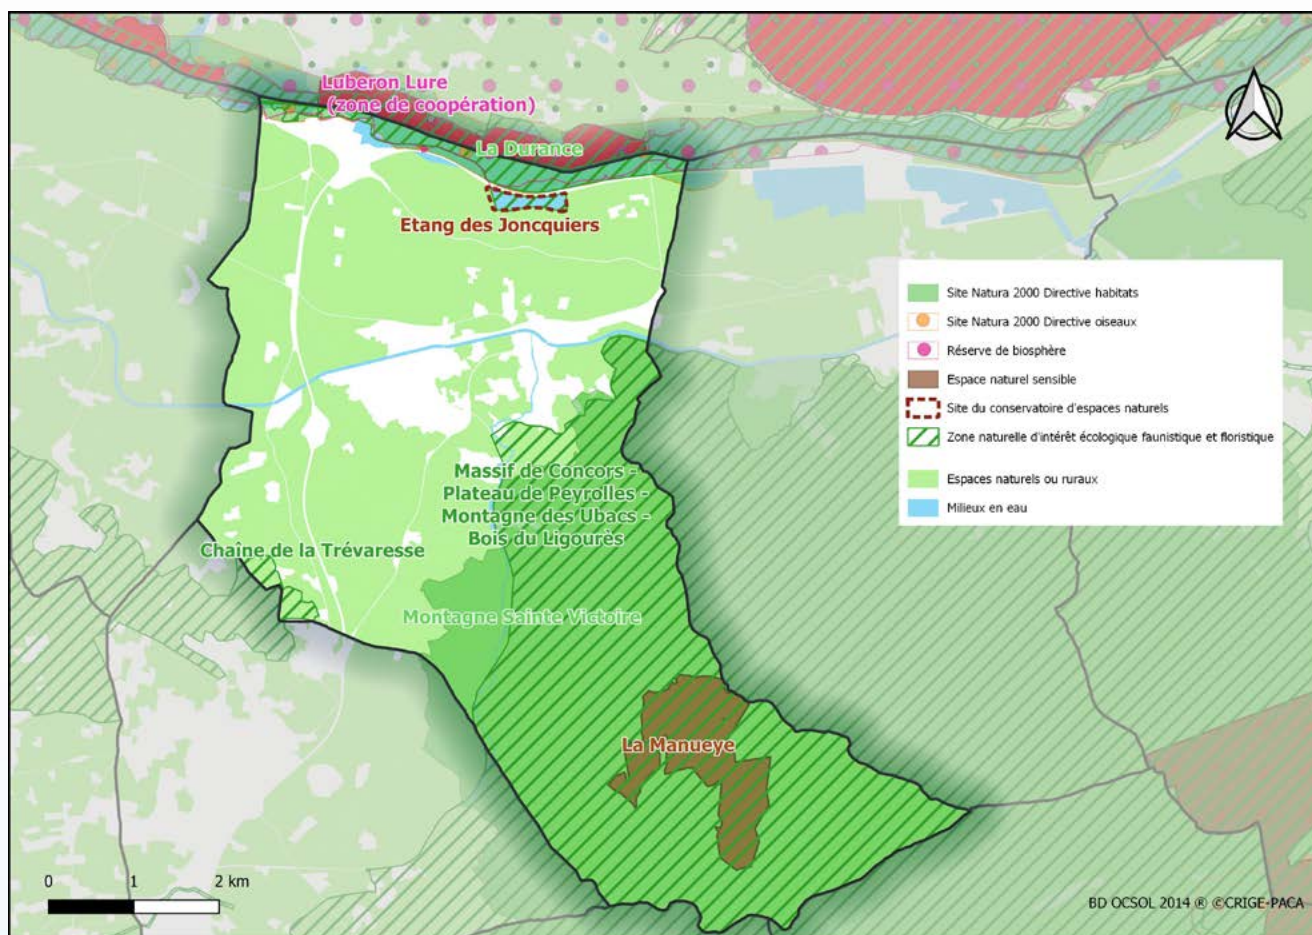 Luberon Lure
(zone de coopération)
La Durance
Etang des Joncquiers
Site Natura 2000 Directive habitats
Site Natura 2000 Directive oiseaux
Réserve de biosphère
Espace naturel sensible
Site du conservatoire d'espaces naturels
Zone naturelle d'intérêt écologique faunistique et floristique
Espaces naturels ou ruraux
Milieux en eau
Massif de Concors -
Plateau de Peyrolles -
Montagne des Ubacs -
Bois du Ligourès
Chaîne de la Trévaresse
Montagne Sainte Victoire
La Manueye
0 1 2 km
BD OCSOL 2014 ® ©CRIGE-PACA